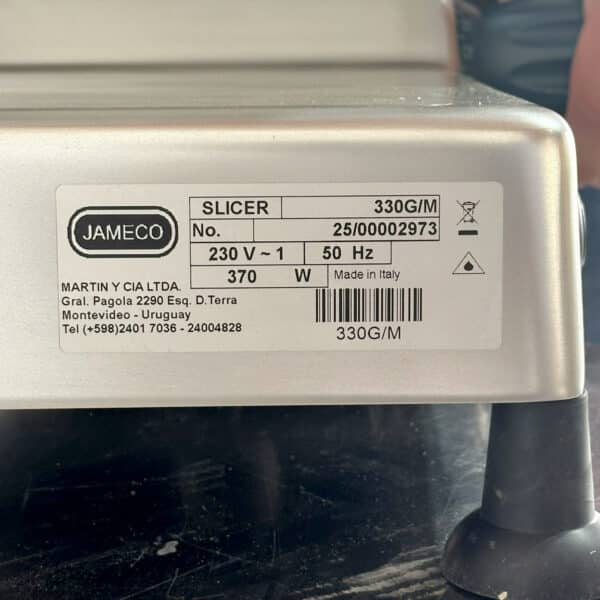 JAMECO
SLICER 330G/M
No. 25/00002973
230 V ~ 1 50 Hz
370 W Made in Italy
MARTIN Y CIA LTDA.
Gral. Pagola 2290 Esq. D.Terra
Montevideo - Uruguay
Tel (+598)2401 7036 - 24004828
330G/M